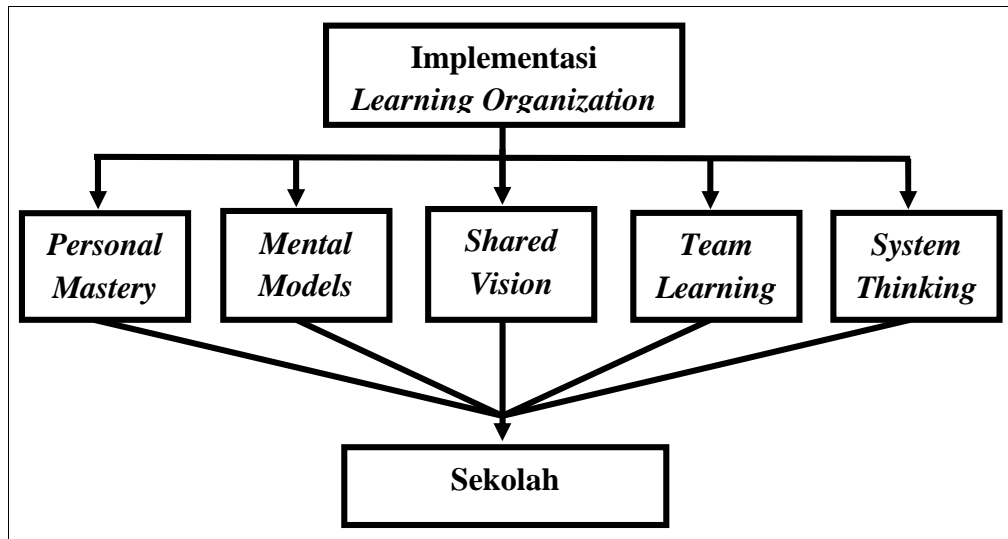 Implementasi
Learning Organization
Personal
Mastery
Mental
Models
Shared
Vision
Team
Learning
System
Thinking
Sekolah